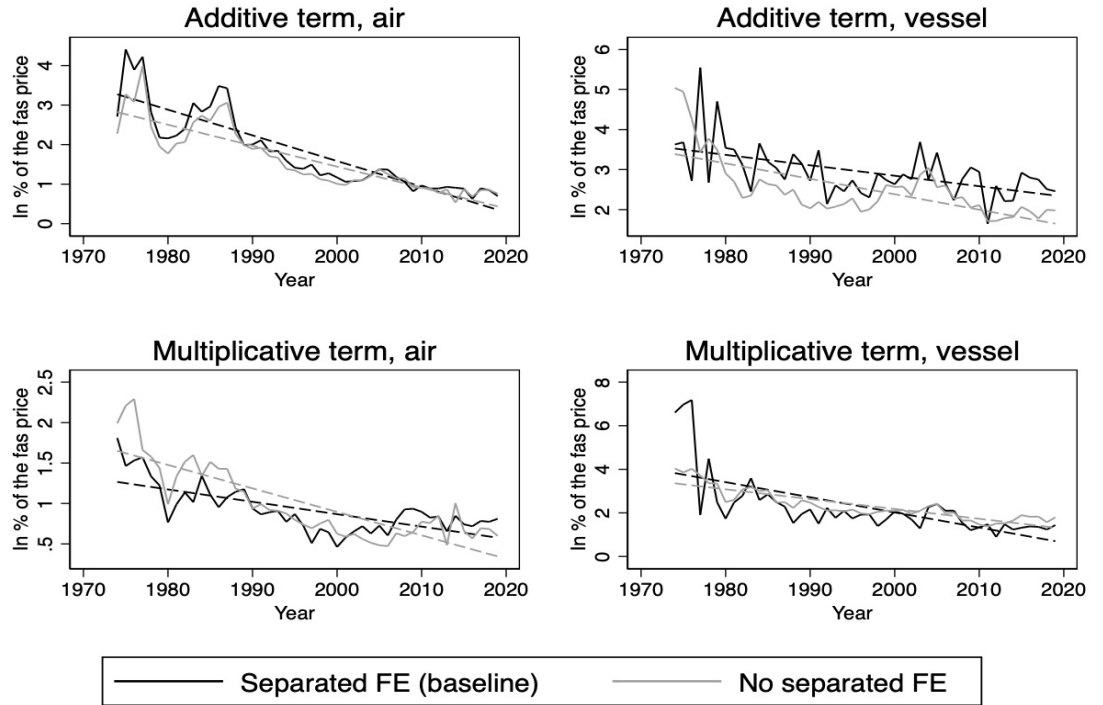 Additive term, air
In % of the fas price
4
3
2
1
0
1970 1980 1990 2000 2010 2020
Year
Additive term, vessel
In % of the fas price
6
5
4
3
2
1970 1980 1990 2000 2010 2020
Year
Multiplicative term, air
In % of the fas price
2.5
2
1.5
1
.5
1970 1980 1990 2000 2010 2020
Year
Multiplicative term, vessel
In % of the fas price
8
6
4
2
0
1970 1980 1990 2000 2010 2020
Year
Separated FE (baseline) No separated FE